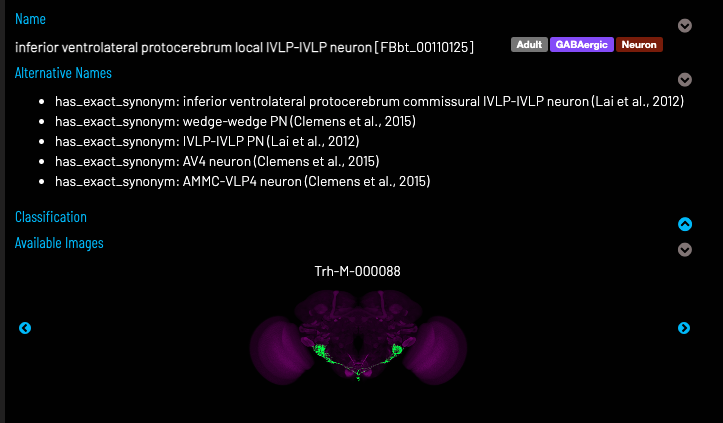 Name
inferior ventrolateral protocerebrum local IVLP-IVLP neuron [FBbt_00110125] Adult GABAergic Neuron
Alternative Names
• has_exact_synonym: inferior ventrolateral protocerebrum commissural IVLP-IVLP neuron (Lai et al., 2012)
• has_exact_synonym: wedge-wedge PN (Clemens et al., 2015)
• has_exact_synonym: IVLP-IVLP PN (Lai et al., 2012)
• has_exact_synonym: AV4 neuron (Clemens et al., 2015)
• has_exact_synonym: AMMC-VLP4 neuron (Clemens et al., 2015)
Classification
Available Images
Trh-M-000088